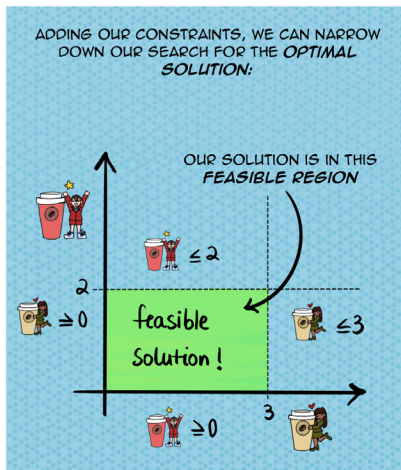 ADDING OUR CONSTRAINTS, WE CAN NARROW
DOWN OUR SEARCH FOR THE OPTIMAL
SOLUTION:
OUR SOLUTION IS IN THIS
FEASIBLE REGION
≤ 2
2
≥ 0
feasible
solution!
≤ 3
≥ 0
3